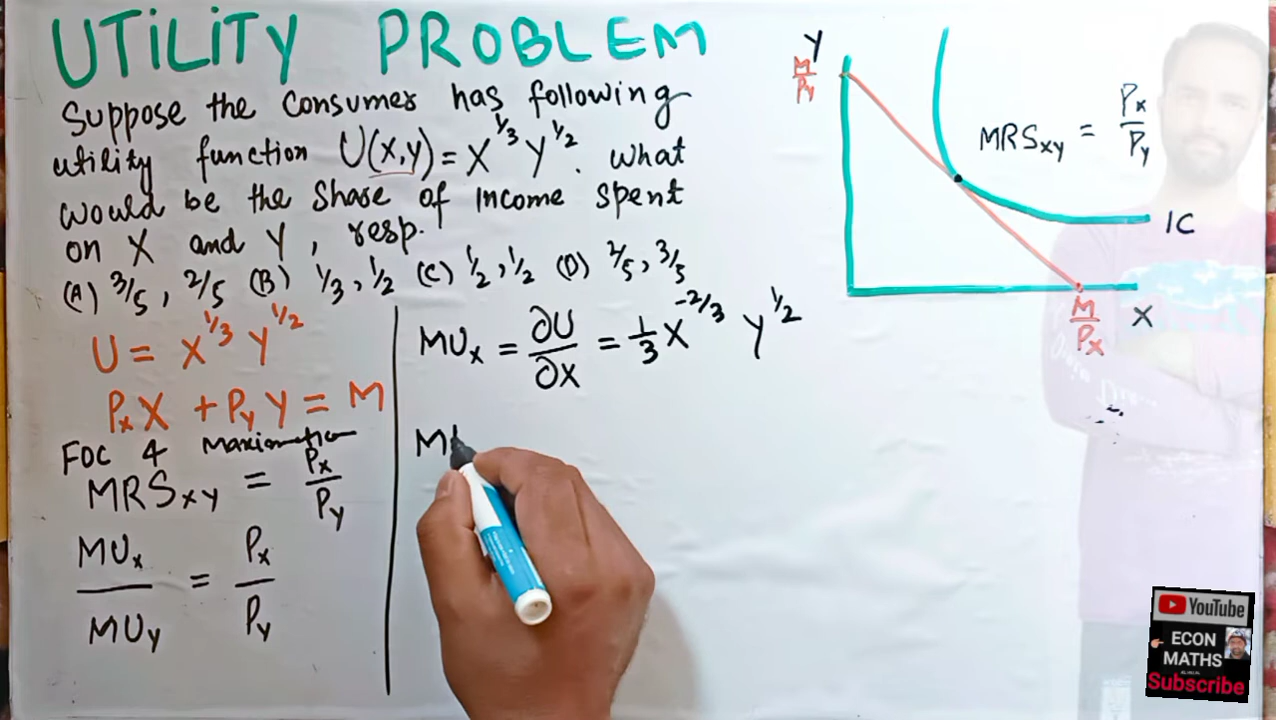 UTILITY PROBLEM
Suppose the Consumer has following
utility function U(X,Y) = X^1/3 Y^1/2. What
would be the share of Income spent
on X and Y, resp.
(A) 3/5, 2/5 (B) 1/3, 1/2 (C) 1/2, 1/2 (D) 2/5, 3/5
U = X^1/3 Y^1/2
PxX + PyY = M
FOC 4
MRSxy = Px/Py
MUx/MUy = Px/Py
MUx = ∂U/∂X = 1/3 X^-2/3 Y^1/2
MU
Y
M/Py
MRSxy = Px/Py
IC
M/Px
X
YouTube
ECON
MATHS
Subscribe